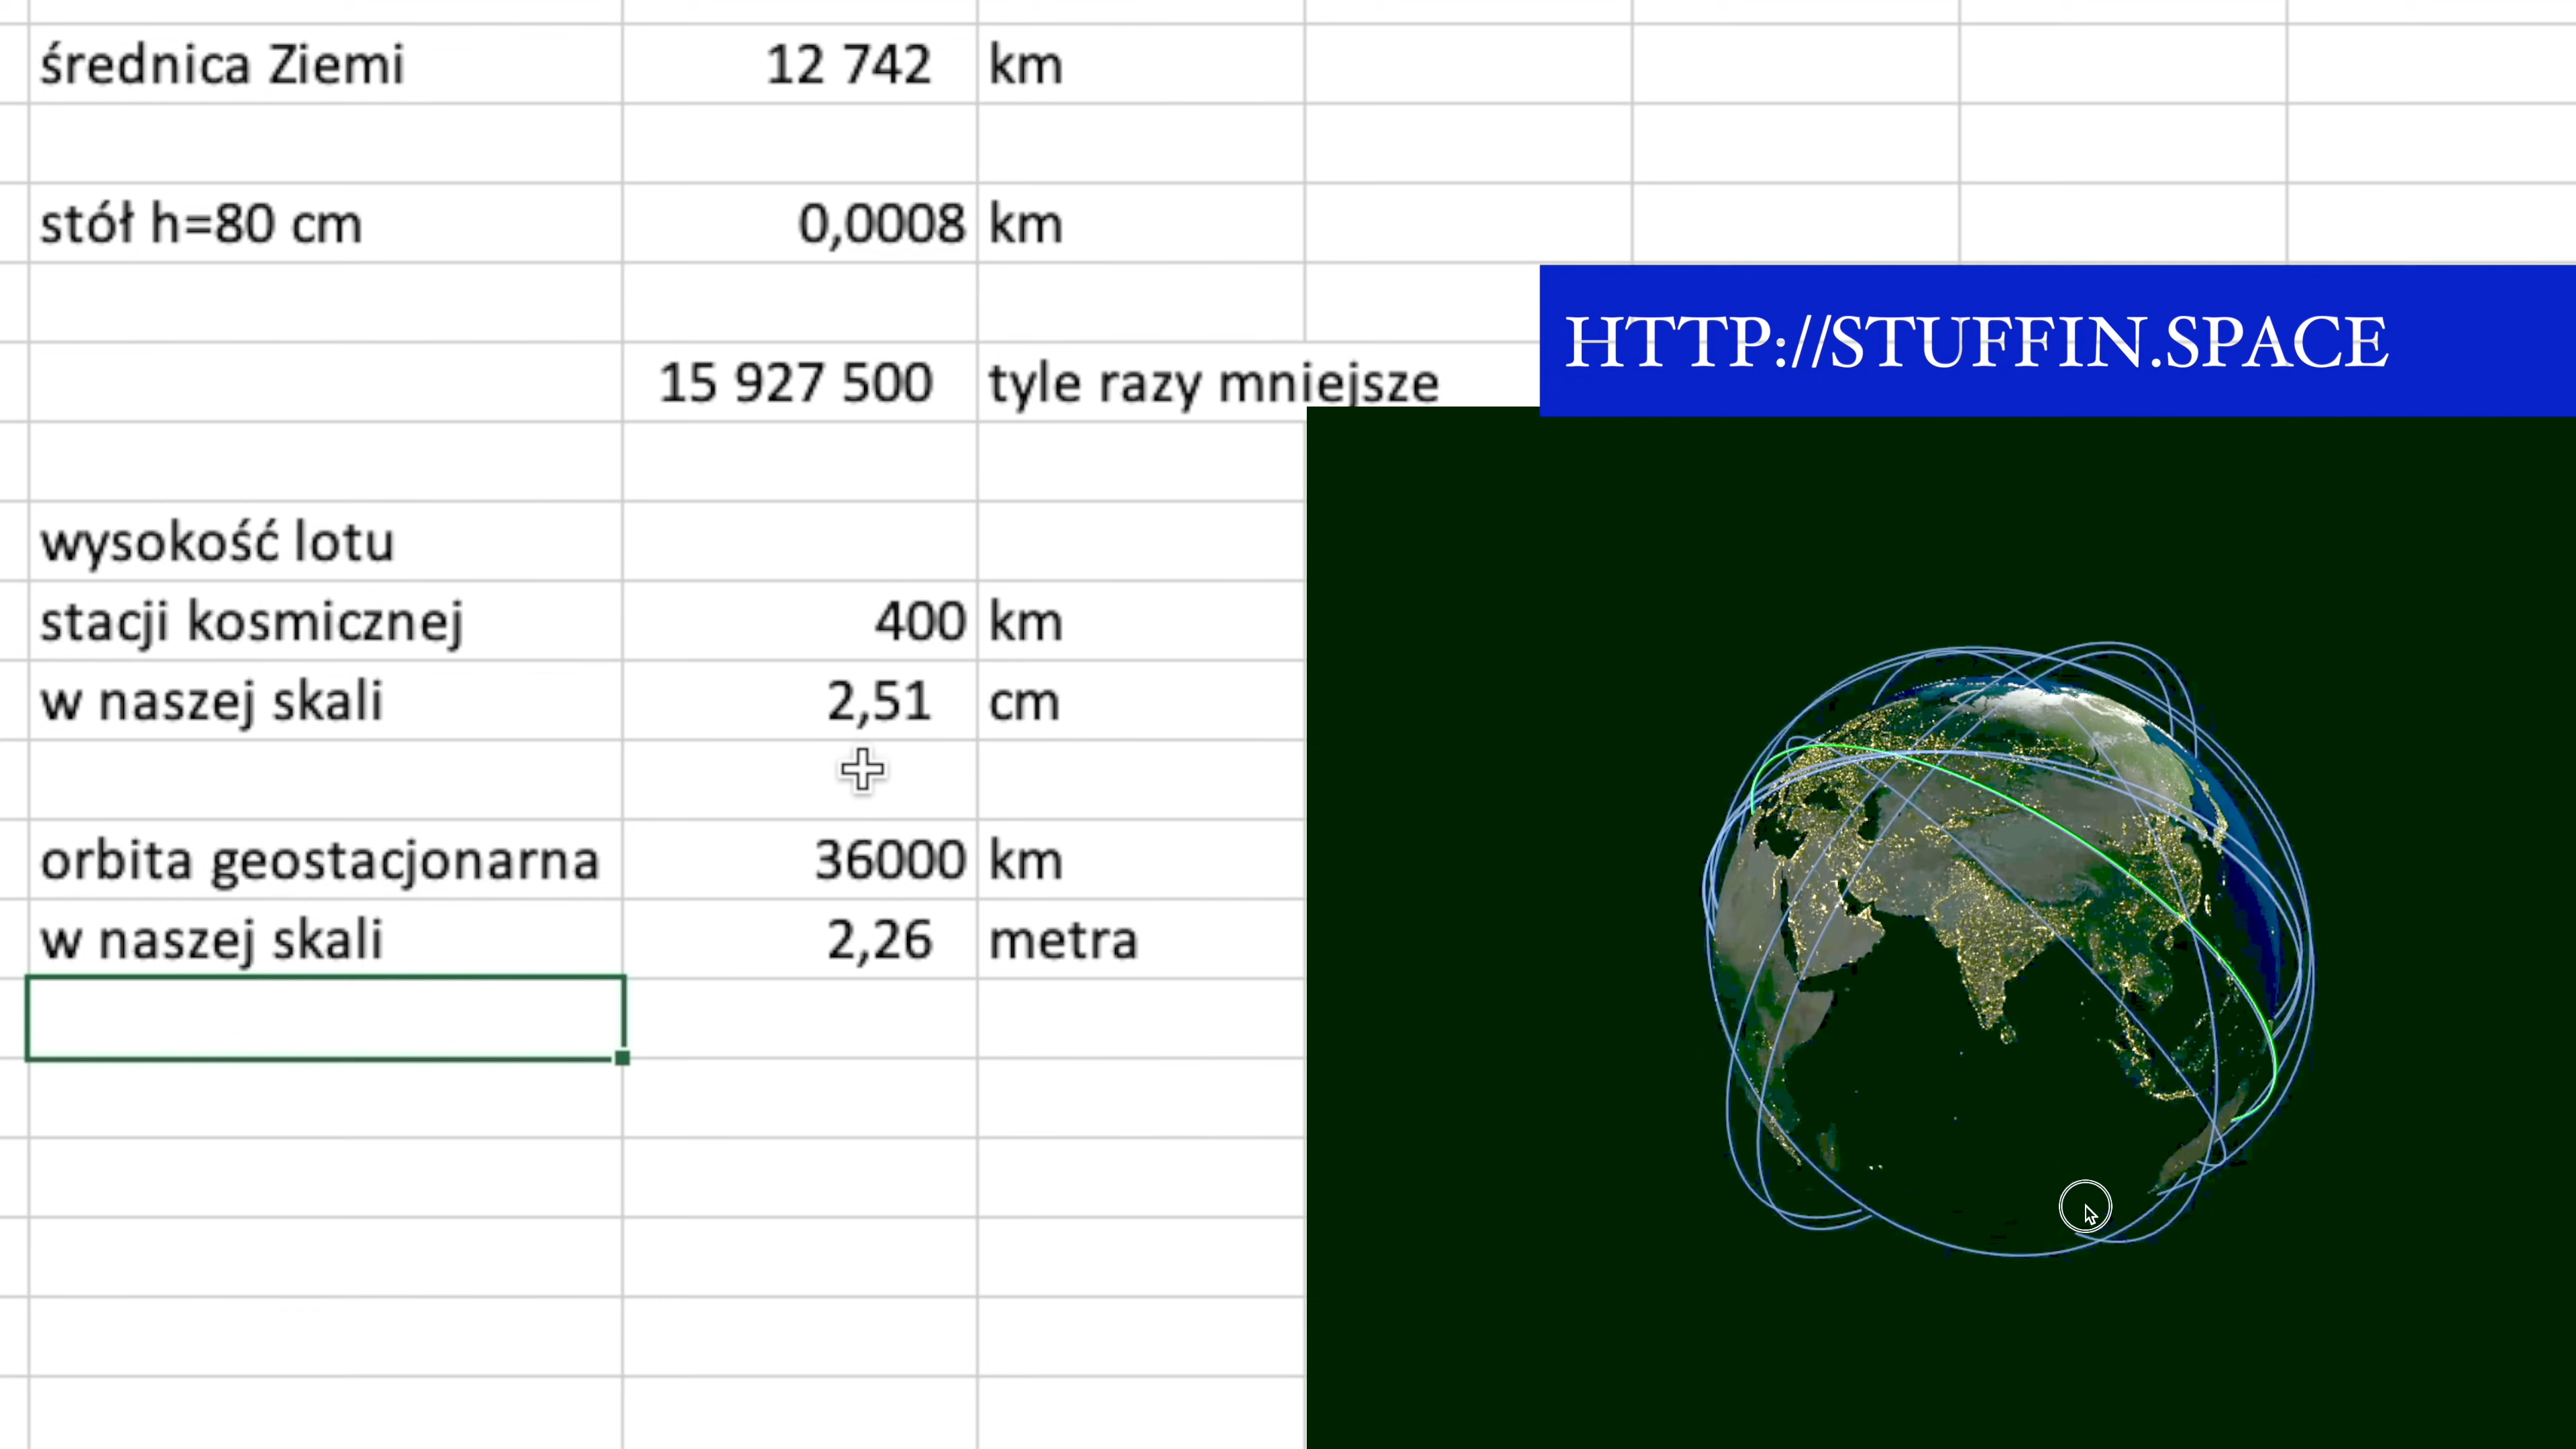 średnica Ziemi 12 742 km
stół h=80 cm 0,0008 km
HTTP://STUFFIN.SPACE
15 927 500 tyle razy mniejsze
wysokość lotu
stacji kosmicznej 400 km
w naszej skali 2,51 cm
orbita geostacjonarna 36000 km
w naszej skali 2,26 metra